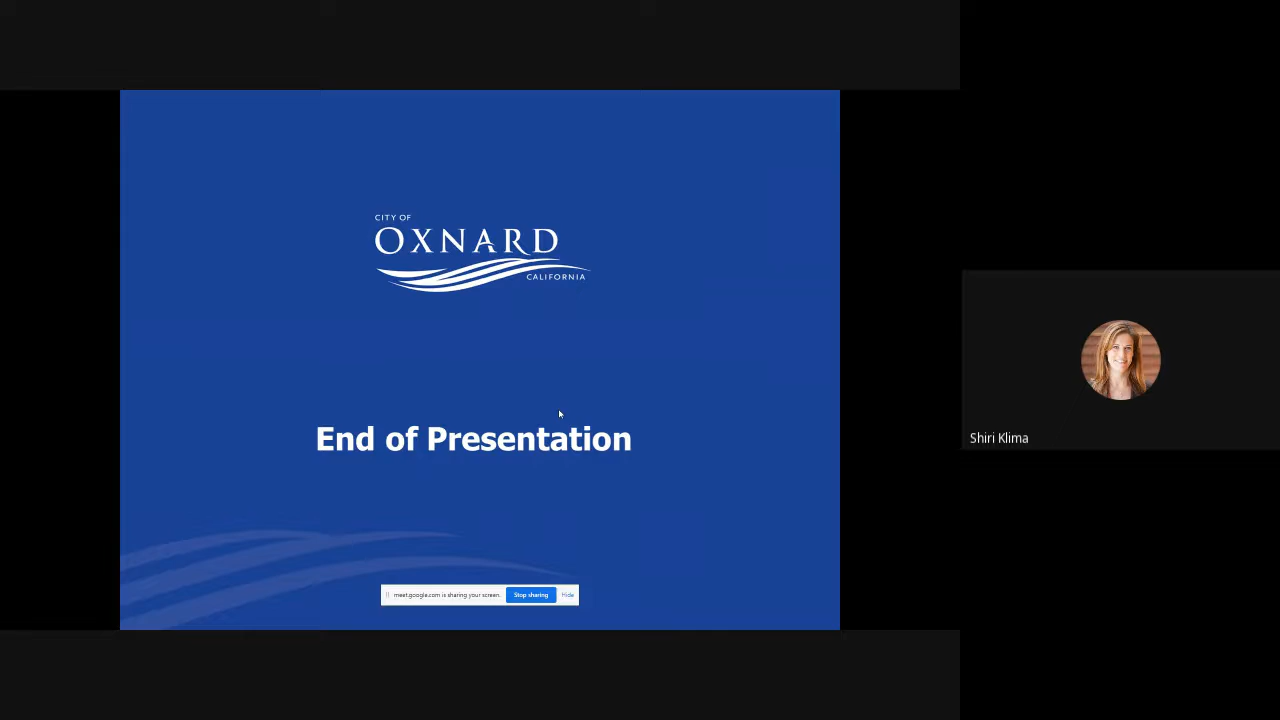 CITY OF
OXNARD
CALIFORNIA
End of Presentation
meet.google.com is sharing your screen.
Stop sharing
Hide
Shiri Klima